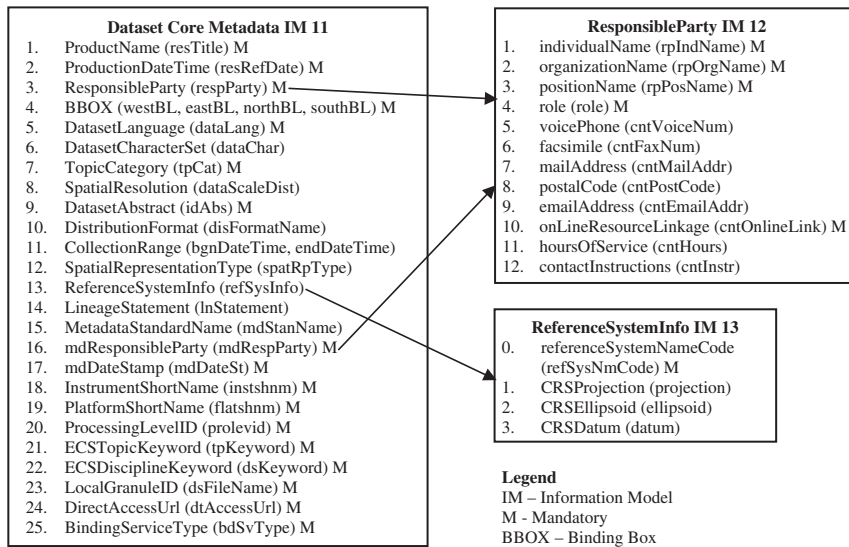 Dataset Core Metadata IM 11
1. ProductName (resTitle) M
2. ProductionDateTime (resRefDate) M
3. ResponsibleParty (respParty) M
4. BBOX (westBL, eastBL, northBL, southBL) M
5. DatasetLanguage (dataLang) M
6. DatasetCharacterSet (dataChar)
7. TopicCategory (tpCat) M
8. SpatialResolution (dataScaleDist)
9. DatasetAbstract (idAbs) M
10. DistributionFormat (disFormatName)
11. CollectionRange (bgnDateTime, endDateTime)
12. SpatialRepresentationType (spatRpType)
13. ReferenceSystemInfo (refSysInfo)
14. LineageStatement (lnStatement)
15. MetadataStandardName (mdStanName)
16. mdResponsibleParty (mdRespParty) M
17. mdDateStamp (mdDateSt) M
18. InstrumentShortName (instshnm) M
19. PlatformShortName (flatshnm) M
20. ProcessingLevelID (prolevid) M
21. ECSTopicKeyword (tpKeyword) M
22. ECSDisciplineKeyword (dsKeyword) M
23. LocalGranuleID (dsFileName) M
24. DirectAccessUrl (dtAccessUrl) M
25. BindingServiceType (bdSvType) M
ResponsibleParty IM 12
1. individualName (rpIndName) M
2. organizationName (rpOrgName) M
3. positionName (rpPosName) M
4. role (role) M
5. voicePhone (cntVoiceNum)
6. facsimile (cntFaxNum)
7. mailAddress (cntMailAddr)
8. postalCode (cntPostCode)
9. emailAddress (cntEmailAddr)
10. onLineResourceLinkage (cntOnlineLink) M
11. hoursOfService (cntHours)
12. contactInstructions (cntInstr)
ReferenceSystemInfo IM 13
0. referenceSystemNameCode
(refSysNmCode) M
1. CRSProjection (projection)
2. CRSEllipsoid (ellipsoid)
3. CRSDatum (datum)
Legend
IM – Information Model
M - Mandatory
BBOX – Binding Box